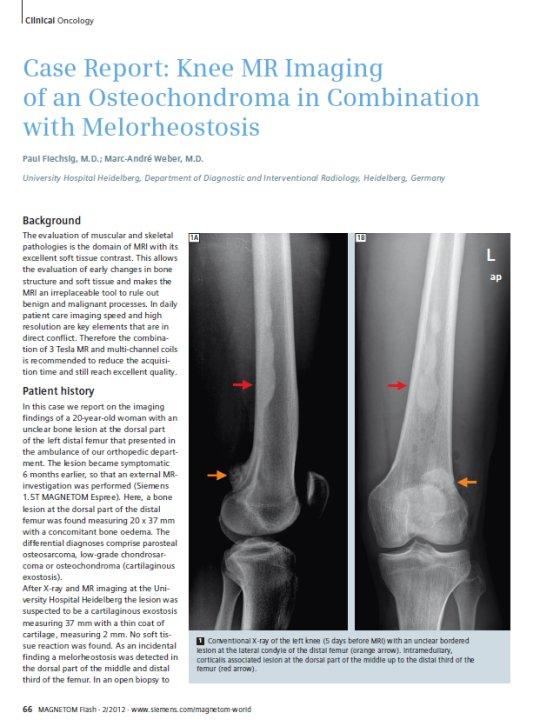 Clinical Oncology
Case Report: Knee MR Imaging
of an Osteochondroma in Combination
with Melorheostosis
Paul Flechsig, M.D.; Marc-André Weber, M.D.
University Hospital Heidelberg, Department of Diagnostic and Interventional Radiology, Heidelberg, Germany
Background
The evaluation of muscular and skeletal
pathologies is the domain of MRI with its
excellent soft tissue contrast. This allows
the evaluation of early changes in bone
structure and soft tissue and makes the
MRI an irreplaceable tool to rule out
benign and malignant processes. In daily
patient care imaging speed and high
resolution are key elements that are in
direct conflict. Therefore the combina-
tion of 3 Tesla MR and multi-channel coils
is recommended to reduce the acquisi-
tion time and still reach excellent quality.
Patient history
In this case we report on the imaging
findings of a 20-year-old woman with an
unclear bone lesion at the dorsal part
of the left distal femur that presented in
the ambulance of our orthopedic depart-
ment. The lesion became symptomatic
6 months earlier, so that an external MR-
investigation was performed (Siemens
1.5T MAGNETOM Espree). Here, a bone
lesion at the dorsal part of the distal
femur was found measuring 20 x 37 mm
with a concomitant bone oedema. The
differential diagnoses comprise parosteal
osteosarcoma, low-grade chondrosar-
coma or osteochondroma (cartilaginous
exostosis).
After X-ray and MR imaging at the Uni-
versity Hospital Heidelberg the lesion was
suspected to be a cartilaginous exostosis
measuring 37 mm with a thin coat of
cartilage, measuring 2 mm. No soft tis-
sue reaction was found. As an incidental
finding a melorheostosis was detected in
the dorsal part of the middle and distal
third of the femur. In an open biopsy to
1A
1B
L
ap
1 Conventional X-ray of the left knee (5 days before MRI) with an unclear bordered
lesion at the lateral condyle of the distal femur (orange arrow). Intramedullary,
corticalis associated lesion at the dorsal part of the middle up to the distal third of the
femur (red arrow).
66 MAGNETOM Flash · 2/2012 · www.siemens.com/magnetom-world